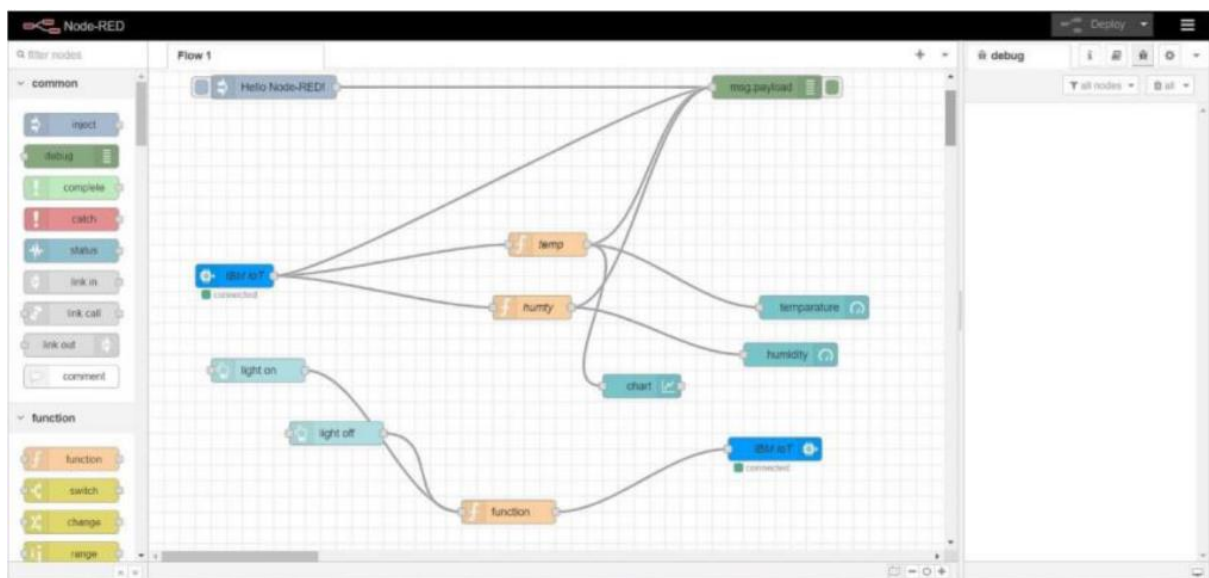 Node-RED
Deploy
filter nodes
Flow 1
debug
all nodes
all
common
inject
debug
complete
catch
status
link in
link call
link out
comment
function
function
switch
change
range
Hello Node-RED!
msg.payload
temp
IBM IoT
connected
humty
temparature
humidity
light on
chart
light off
IBM IoT
connected
function